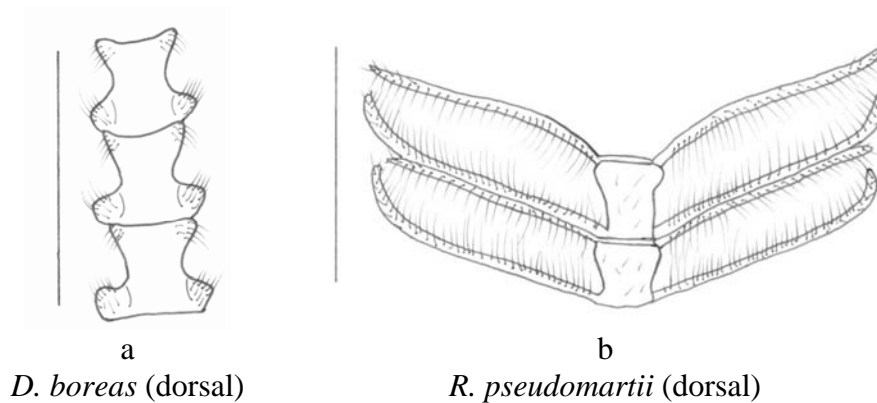 a
b
D. boreas (dorsal)
R. pseudomartii (dorsal)